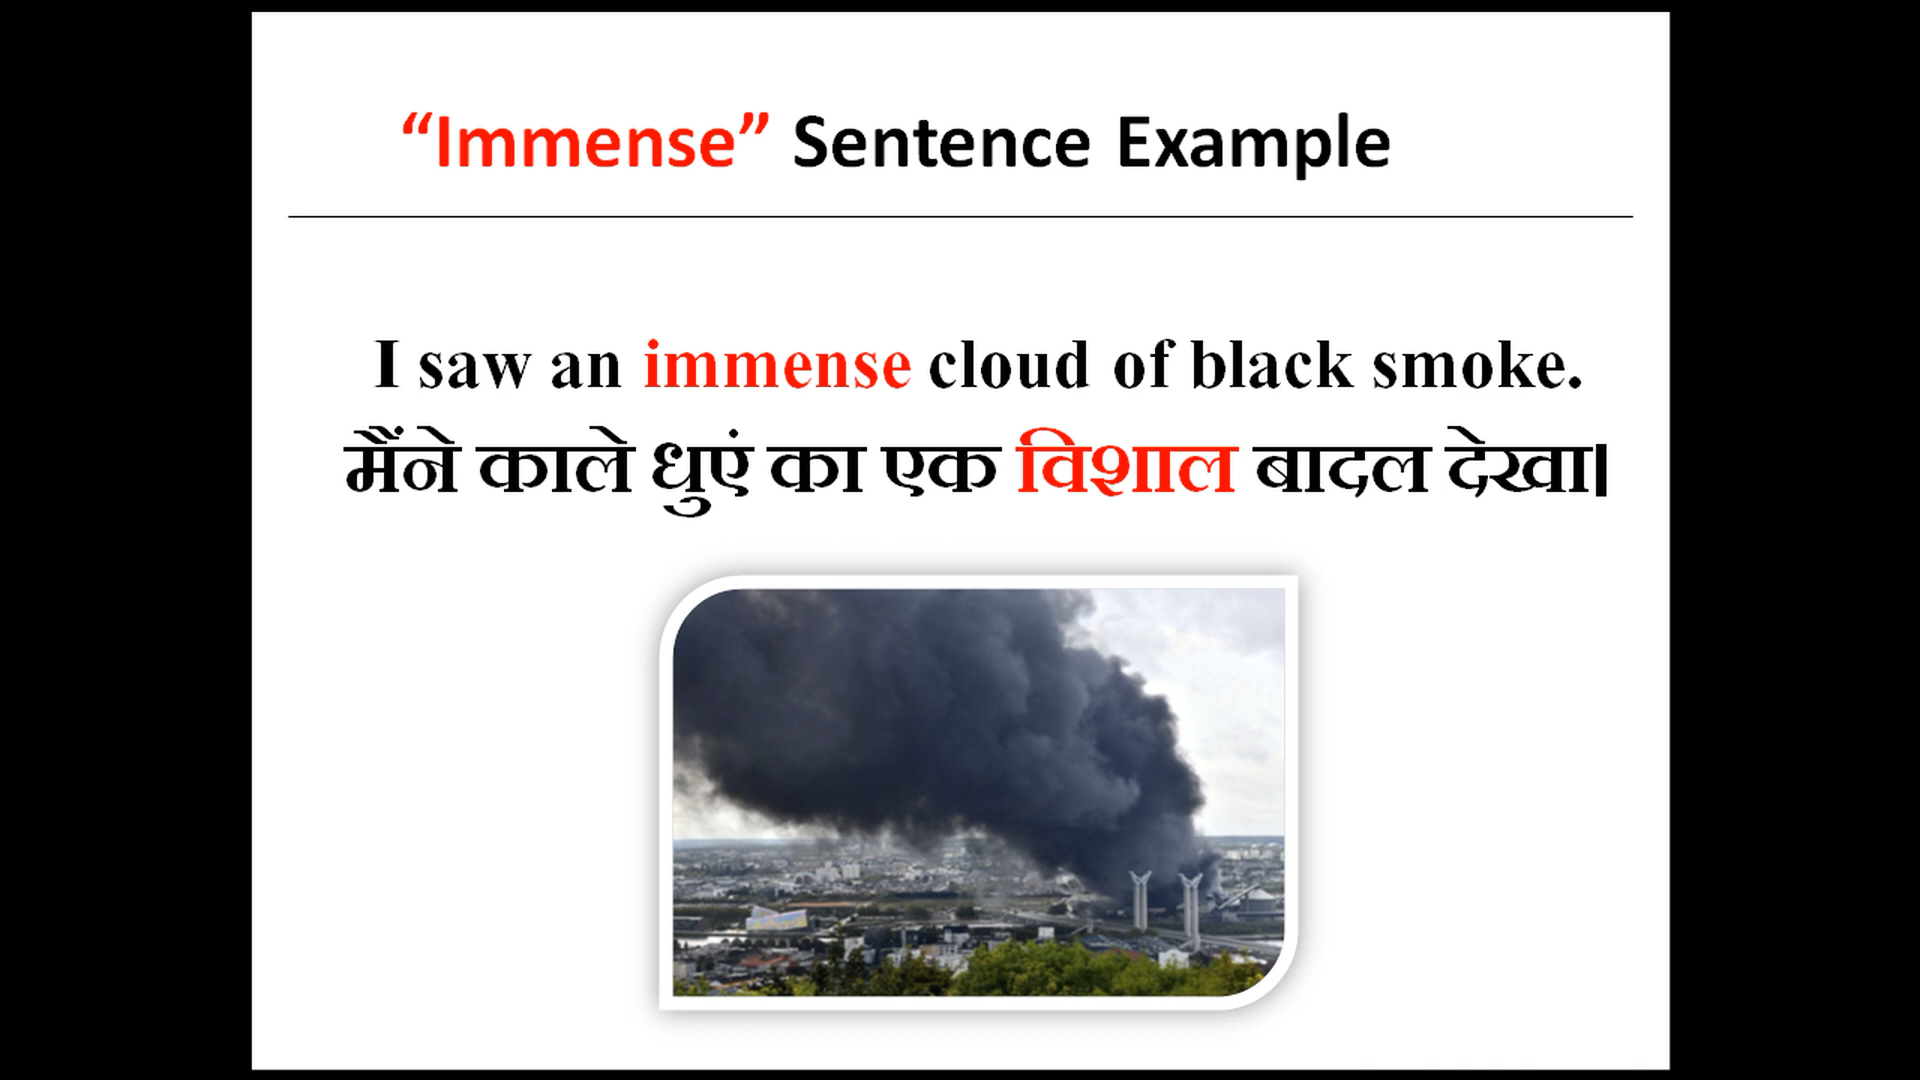 “Immense” Sentence Example
I saw an immense cloud of black smoke.
मैंने काले धुएं का एक विशाल बादल देखा।